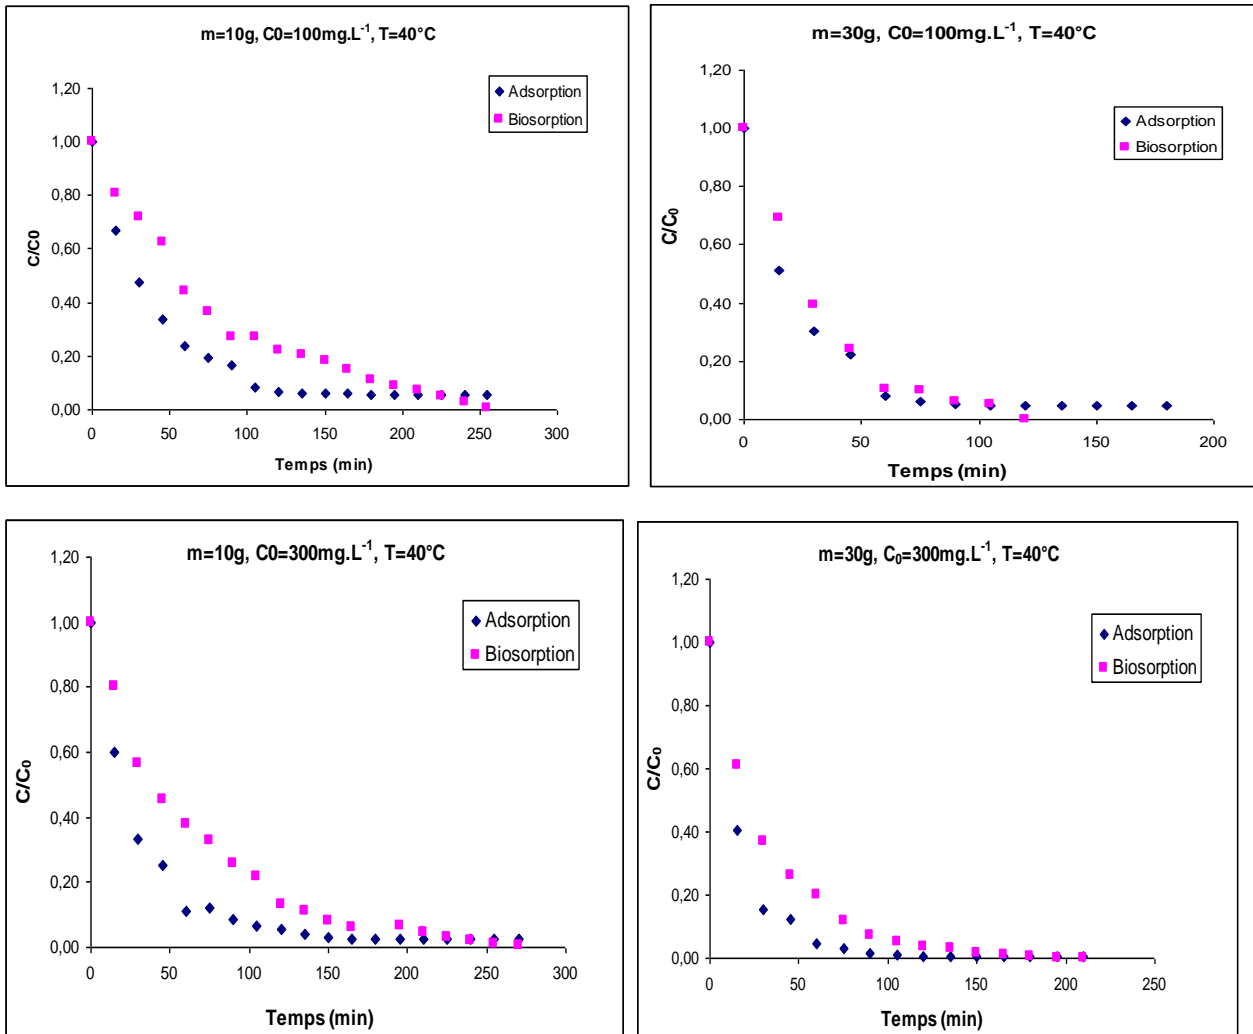 m=10g, C0=100mg.L⁻¹, T=40°C
Adsorption
Biosorption
C/C0
1,20
1,00
0,80
0,60
0,40
0,20
0,00
0 50 100 150 200 250 300
Temps (min)
m=30g, C0=100mg.L⁻¹, T=40°C
Adsorption
Biosorption
C/C₀
1,20
1,00
0,80
0,60
0,40
0,20
0,00
0 50 100 150 200
Temps (min)
m=10g, C0=300mg.L⁻¹, T=40°C
Adsorption
Biosorption
C/C₀
1,20
1,00
0,80
0,60
0,40
0,20
0,00
0 50 100 150 200 250 300
Temps (min)
m=30g, C₀=300mg.L⁻¹, T=40°C
Adsorption
Biosorption
C/C₀
1,20
1,00
0,80
0,60
0,40
0,20
0,00
0 50 100 150 200 250
Temps (min)